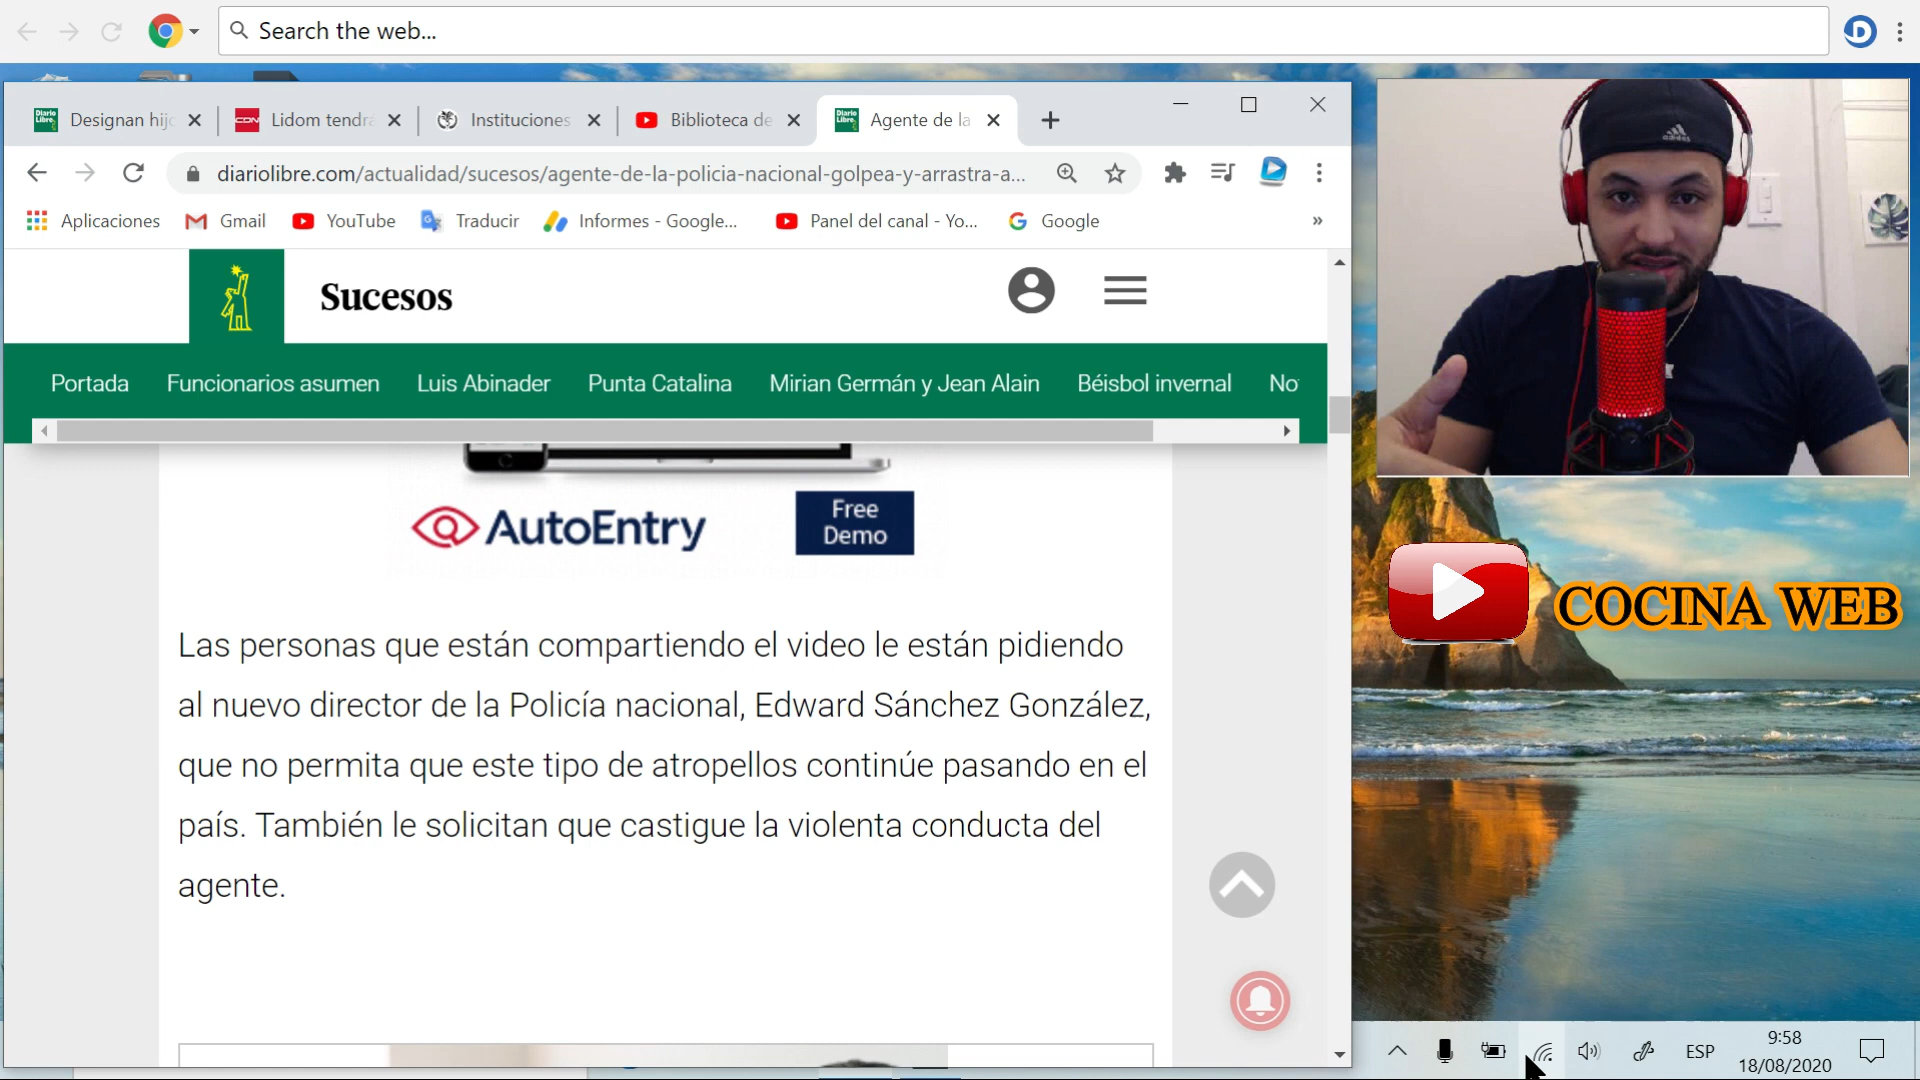 Search the web...
Designan hijo
Lidom tendrá
Instituciones
Biblioteca de
Agente de la
diariolibre.com/actualidad/sucesos/agente-de-la-policia-nacional-golpea-y-arrastra-a...
Aplicaciones
Gmail
YouTube
Traducir
Informes - Google...
Panel del canal - Yo...
Google
»
Sucesos
Portada
Funcionarios asumen
Luis Abinader
Punta Catalina
Mirian Germán y Jean Alain
Béisbol invernal
No
AutoEntry
Free
Demo
Las personas que están compartiendo el video le están pidiendo
al nuevo director de la Policía nacional, Edward Sánchez González,
que no permita que este tipo de atropellos continúe pasando en el
país. También le solicitan que castigue la violenta conducta del
agente.
adidas
COCINA WEB
ESP
9:58
18/08/2020